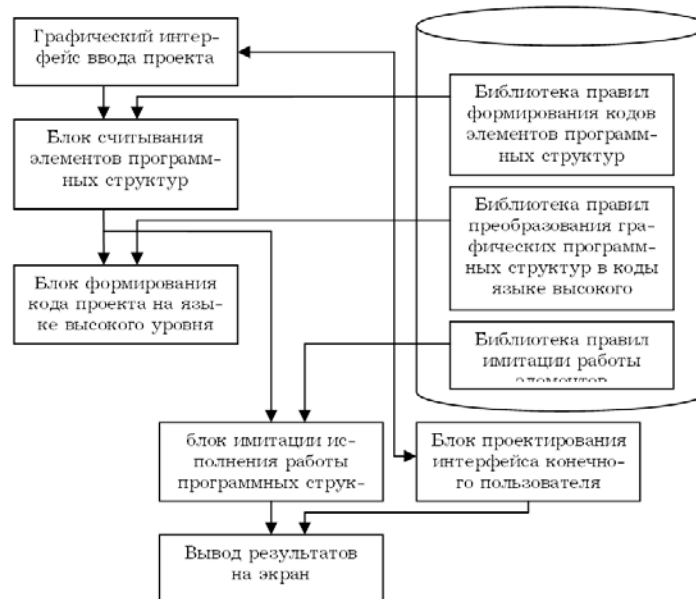 Графический интер-
фейс ввода проекта
Библиотека правил
формирования кодов
элементов программ-
ных структур
Блок считывания
элементов программ-
ных структур
Библиотека правил
преобразования гра-
фических программ-
ных структур в коды
языке высокого
Блок формирования
кода проекта на язы-
ке высокого уровня
Библиотека правил
имитации работы
элементов
блок имитации ис-
полнения работы
программных струк-
Блок проектирования
интерфейса конечно-
го пользователя
Вывод результатов
на экран